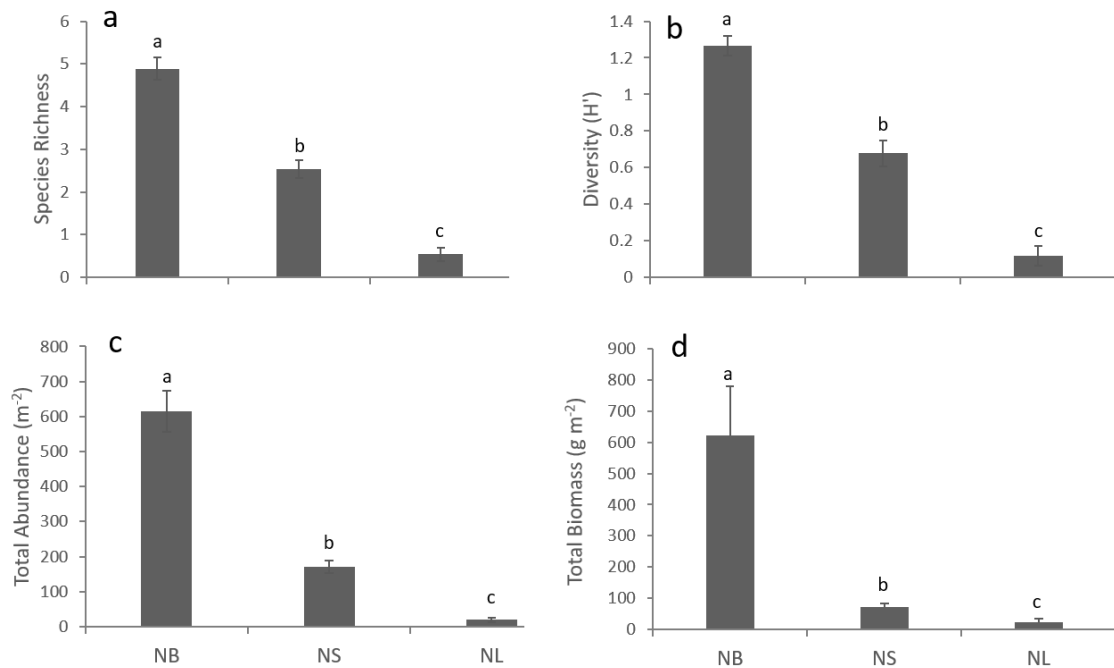 a
Species Richness
6
5
4
3
2
1
0
a
b
c
b
Diversity (H')
1.4
1.2
1
0.8
0.6
0.4
0.2
0
a
b
c
c
Total Abundance (m-2)
800
700
600
500
400
300
200
100
0
a
b
c
NB NS NL
d
Total Biomass (g m-2)
900
800
700
600
500
400
300
200
100
0
a
b
c
NB NS NL